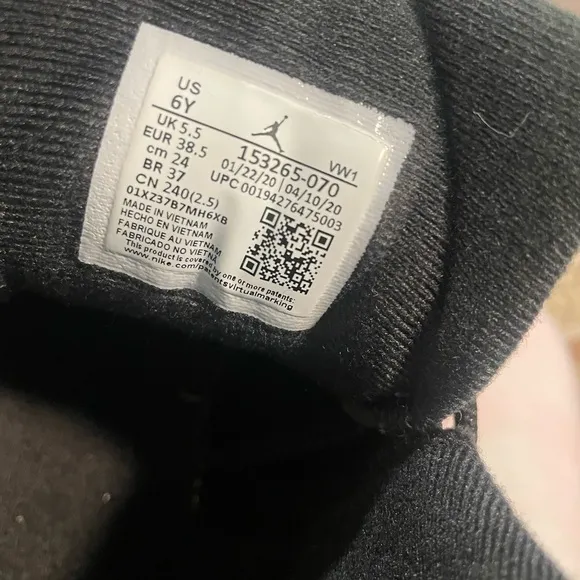 US
6Y
UK 5.5
EUR 38.5
cm 24
BR 37
CN 240(2.5)
01XZ37B7MH6XB
MADE IN VIETNAM
HECHO EN VIETNAM
FABRIQUE AU VIETNAM
FABRICADO NO VIETNA
This product is covered by one or more patents:
www.nike.com/patentsvirtualmarking
VW1
153265-070
01/22/20 04/10/20
UPC 00194276475003